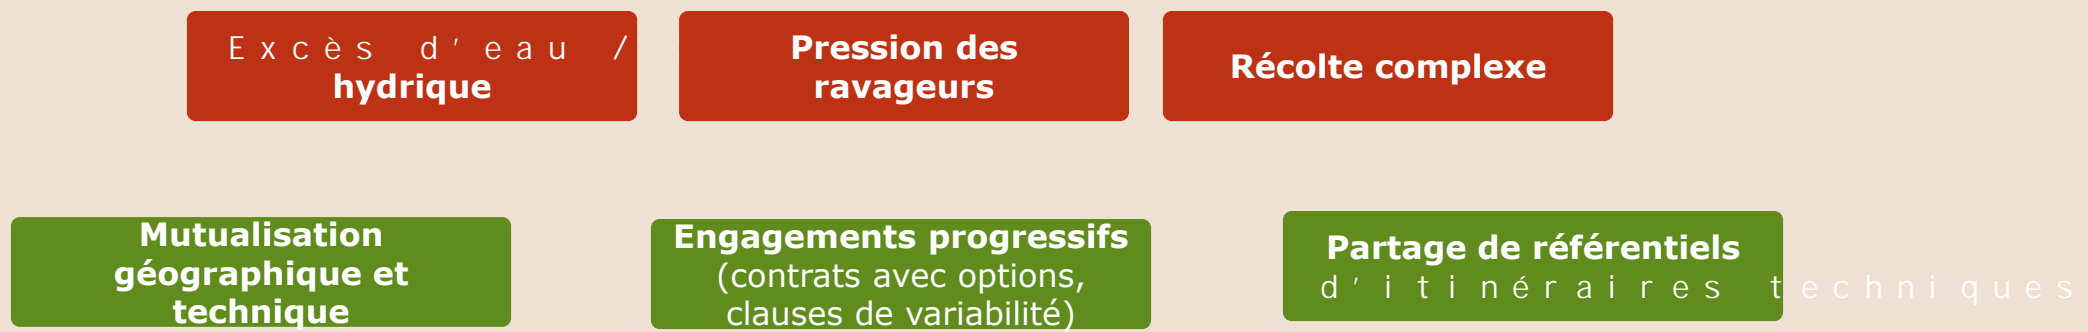 Excès d'eau /
hydrique
Pression des
ravageurs
Récolte complexe
Mutualisation
géographique et
technique
Engagements progressifs
(contrats avec options,
clauses de variabilité)
Partage de référentiels
d'itinéraires techniques